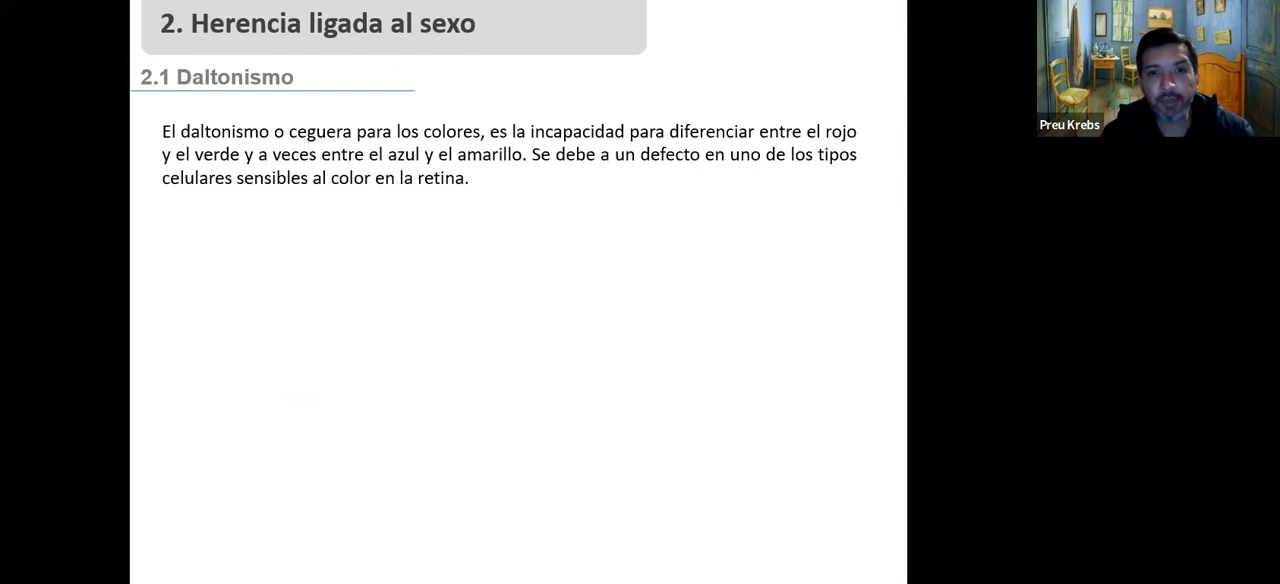 2. Herencia ligada al sexo
2.1 Daltonismo
El daltonismo o ceguera para los colores, es la incapacidad para diferenciar entre el rojo
y el verde y a veces entre el azul y el amarillo. Se debe a un defecto en uno de los tipos
celulares sensibles al color en la retina.
Preu Krebs